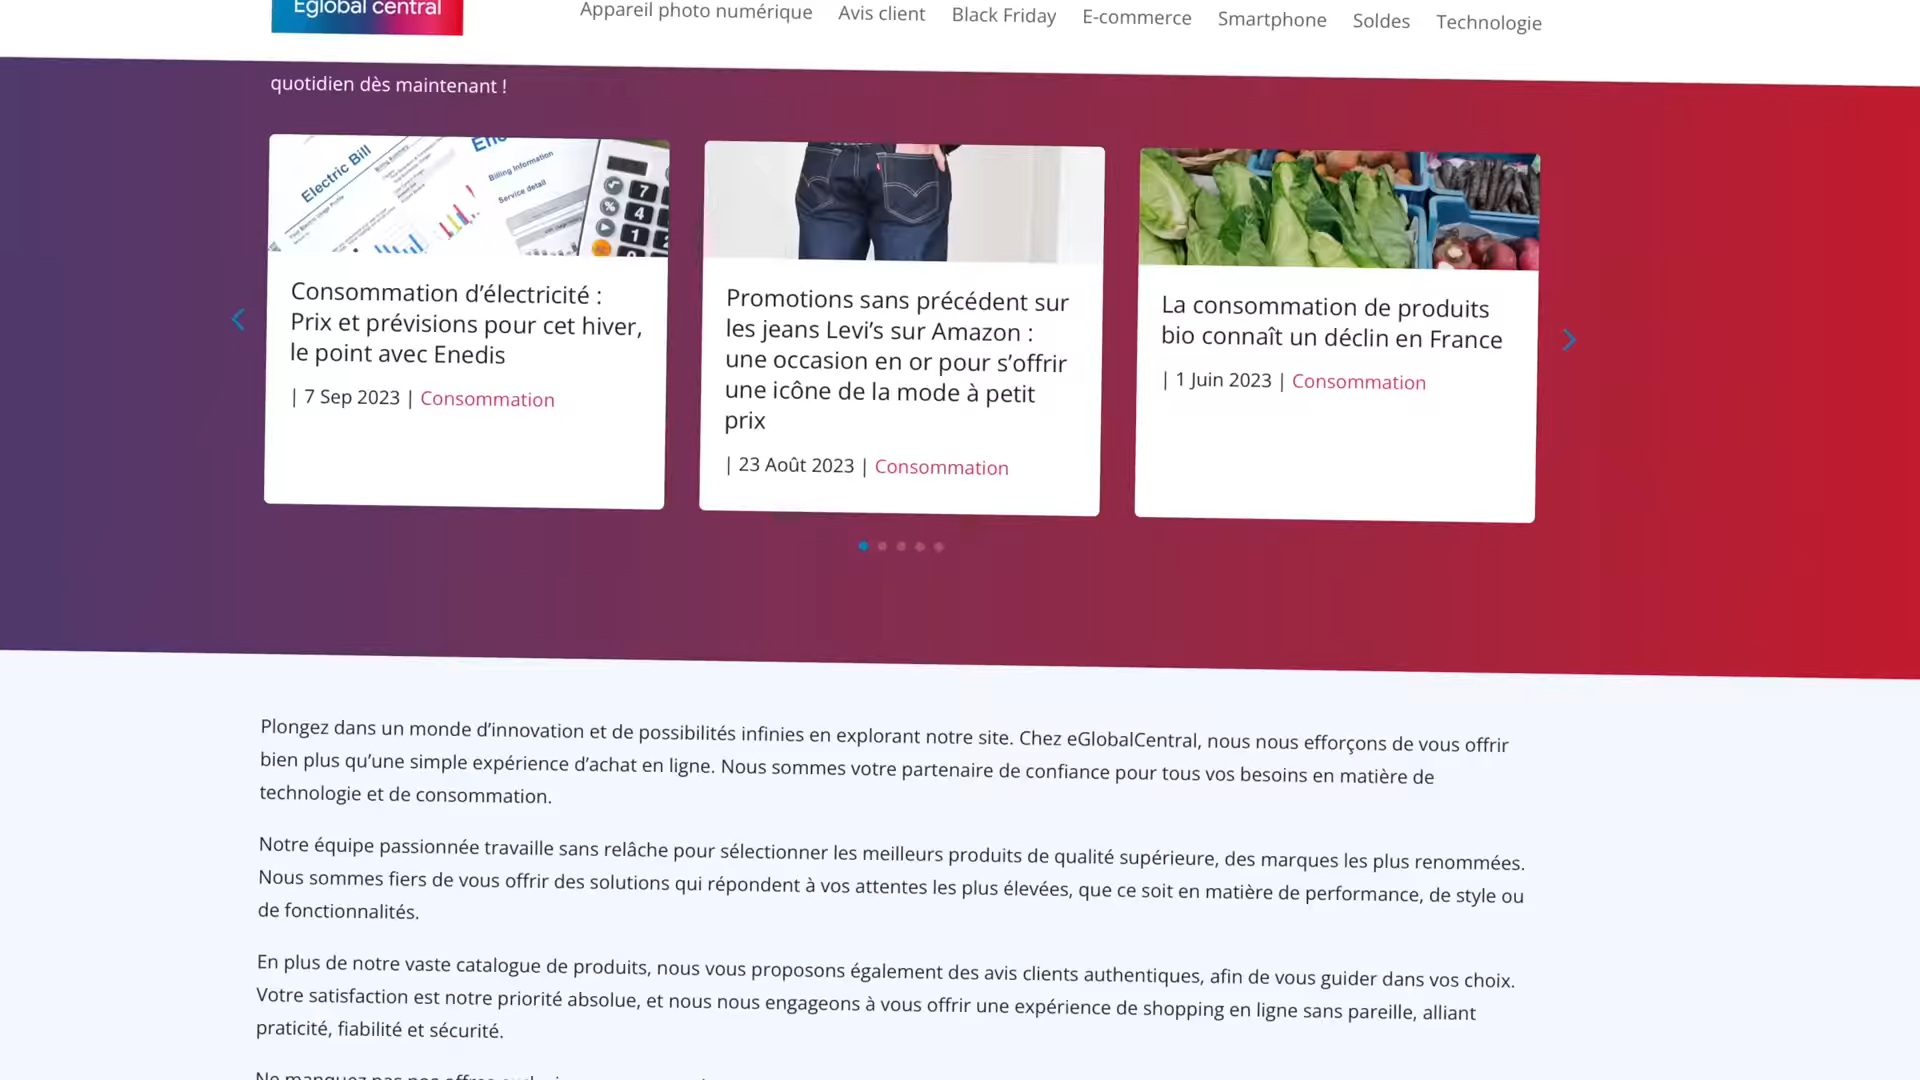 Eglobal central
Appareil photo numérique Avis client Black Friday E-commerce Smartphone Soldes Technologie
quotidien dès maintenant !
Electric Bill
Billing Information
Service detail
7
4
1
Consommation d’électricité :
Prix et prévisions pour cet hiver,
le point avec Enedis
| 7 Sep 2023 | Consommation
Promotions sans précédent sur
les jeans Levi’s sur Amazon :
une occasion en or pour s’offrir
une icône de la mode à petit
prix
| 23 Août 2023 | Consommation
La consommation de produits
bio connaît un déclin en France
| 1 Juin 2023 | Consommation
Plongez dans un monde d’innovation et de possibilités infinies en explorant notre site. Chez eGlobalCentral, nous nous efforçons de vous offrir
bien plus qu’une simple expérience d’achat en ligne. Nous sommes votre partenaire de confiance pour tous vos besoins en matière de
technologie et de consommation.
Notre équipe passionnée travaille sans relâche pour sélectionner les meilleurs produits de qualité supérieure, des marques les plus renommées.
Nous sommes fiers de vous offrir des solutions qui répondent à vos attentes les plus élevées, que ce soit en matière de performance, de style ou
de fonctionnalités.
En plus de notre vaste catalogue de produits, nous vous proposons également des avis clients authentiques, afin de vous guider dans vos choix.
Votre satisfaction est notre priorité absolue, et nous nous engageons à vous offrir une expérience de shopping en ligne sans pareille, alliant
praticité, fiabilité et sécurité.
Ne manquez pas nos offres